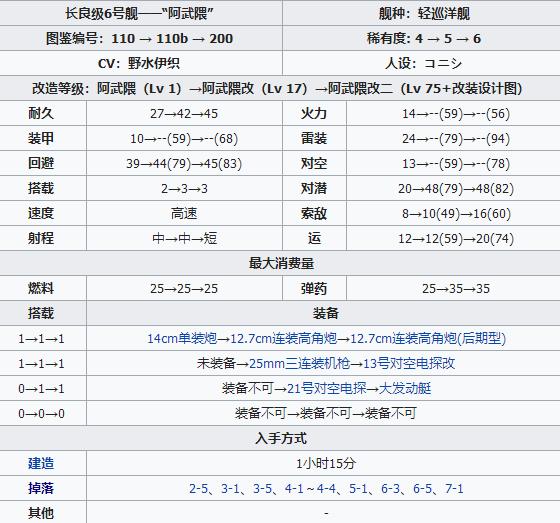 长良级6号舰——“阿武隈” 舰种：轻巡洋舰
图鉴编号：110 → 110b → 200 稀有度：4 → 5 → 6
CV：野水伊织 人设：コニシ
改造等级：阿武隈（Lv 1）→阿武隈改（Lv 17）→阿武隈改二（Lv 75+改装设计图）
耐久 27→42→45 火力 14→--(59)→--(56)
装甲 10→--(59)→--(68) 雷装 24→--(79)→--(94)
回避 39→44(79)→45(83) 对空 13→--(59)→--(78)
搭载 2→3→3 对潜 20→48(79)→48(82)
速度 高速 索敌 8→10(49)→16(60)
射程 中→中→短 运 12→12(59)→20(74)
最大消费量
燃料 25→25→25 弹药 25→35→35
搭载 装备
1→1→1 14cm单装炮→12.7cm连装高角炮→12.7cm连装高角炮(后期型)
1→1→1 未装备→25mm三连装机枪→13号对空电探改
0→1→1 装备不可→21号对空电探→大发动艇
0→0→0 装备不可→装备不可→装备不可
入手方式
建造 1小时15分
掉落 2-5、3-1、3-5、4-1～4-4、5-1、6-3、6-5、7-1
其他 -